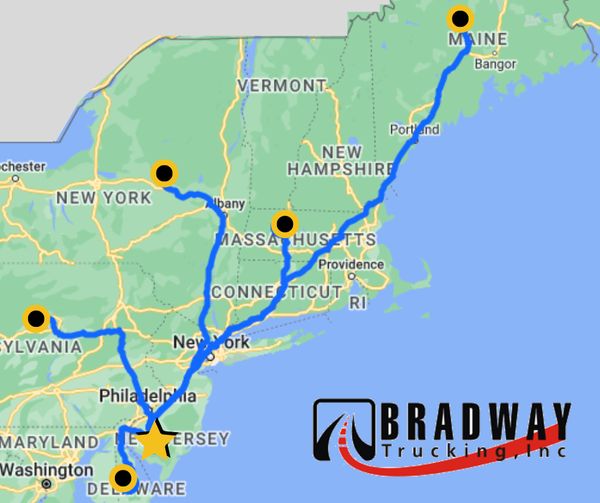 MAINE
Bangor
VERMONT
Portland
NEW
HAMPSHIRE
chester
NEW YORK
Albany
MASSACHUSETTS
Providence
CONNECTICUT
RI
New York
SYLVANIA
Philadelphia
MARYLAND
NEW JERSEY
Washington
DELAWARE
BRADWAY
Trucking, Inc